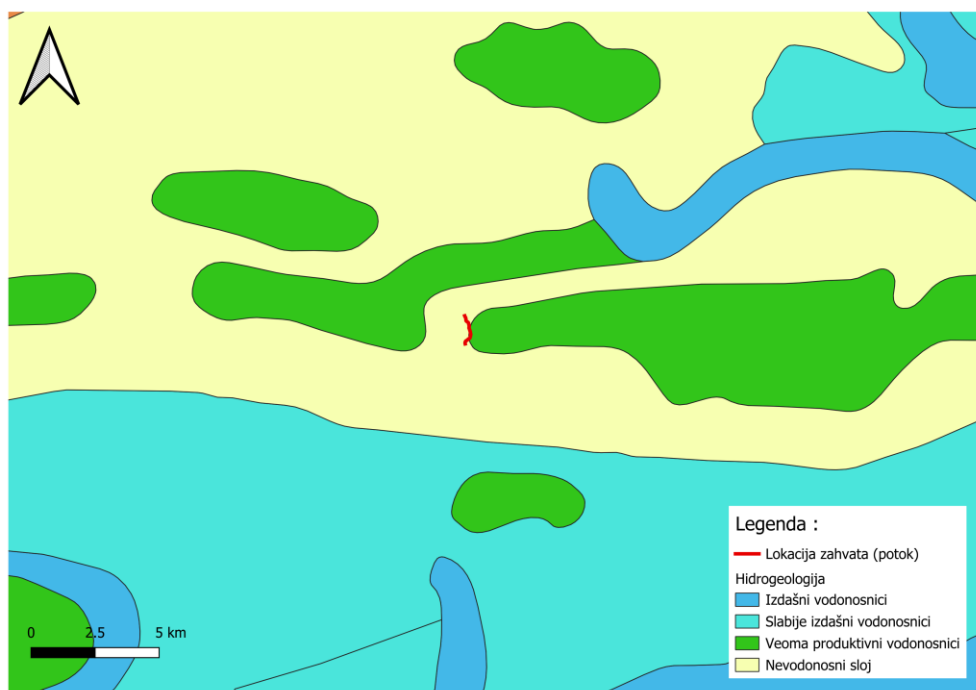 Legenda :
Lokacija zahvata (potok)
Hidrogeologija
Izdašni vodonosnici
Slabije izdašni vodonosnici
Veoma produktivni vodonosnici
Nevodonosni sloj
0 2.5 5 km